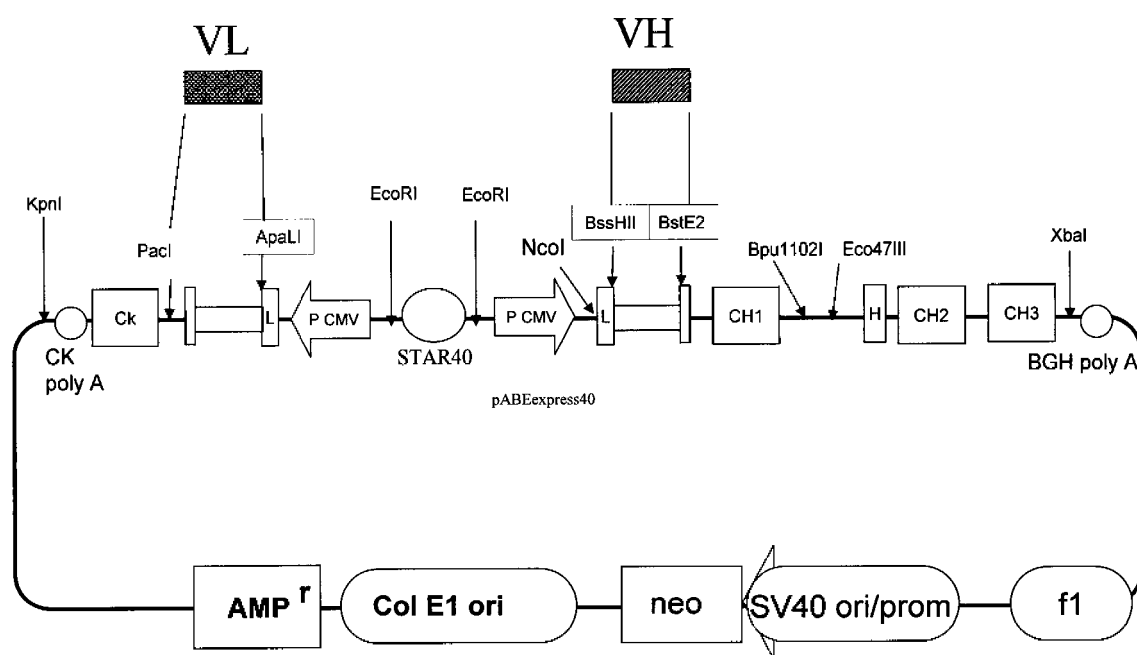 VL
VH
KpnI
PacI
ApaLI
EcoRI
EcoRI
NcoI
BssHII
BstE2
Bpu1102I
Eco47III
XbaI
Ck
L
P CMV
P CMV
L
CH1
H
CH2
CH3
CK
poly A
STAR40
BGH poly A
pABEexpress40
AMP r
Col E1 ori
neo
SV40 ori/prom
f1